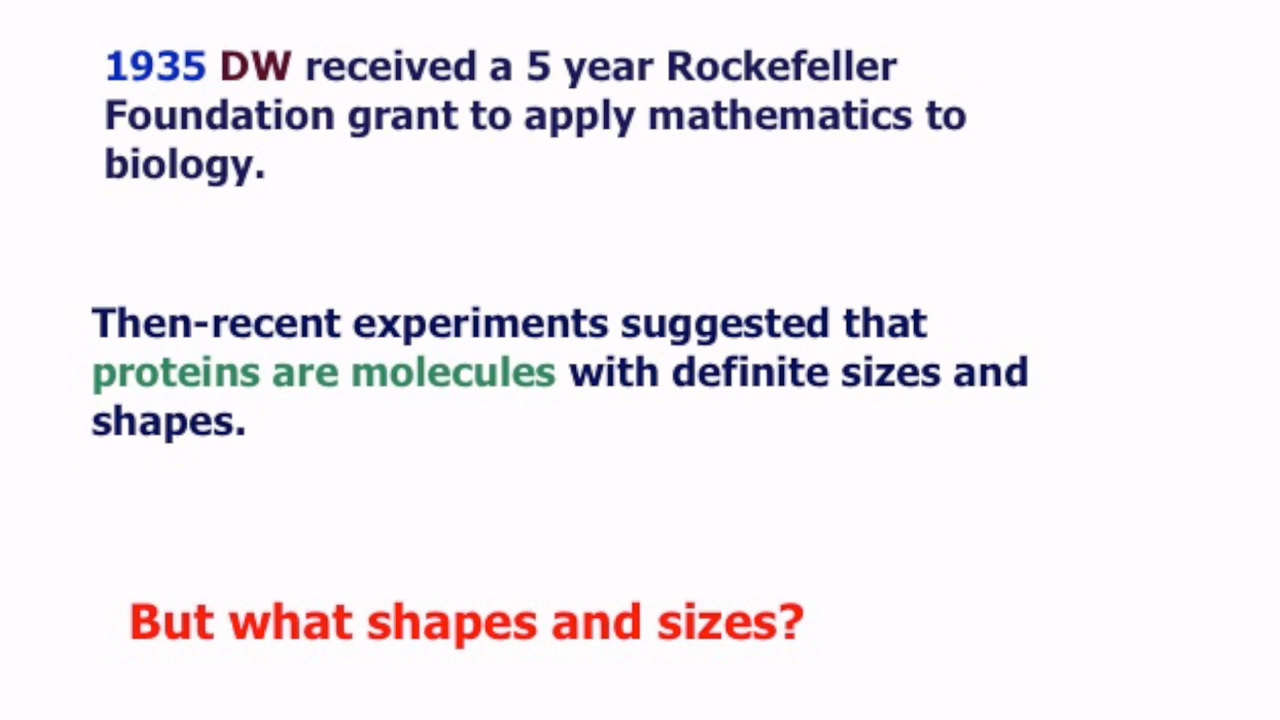 1935 DW received a 5 year Rockefeller
Foundation grant to apply mathematics to
biology.
Then-recent experiments suggested that
proteins are molecules with definite sizes and
shapes.
But what shapes and sizes?